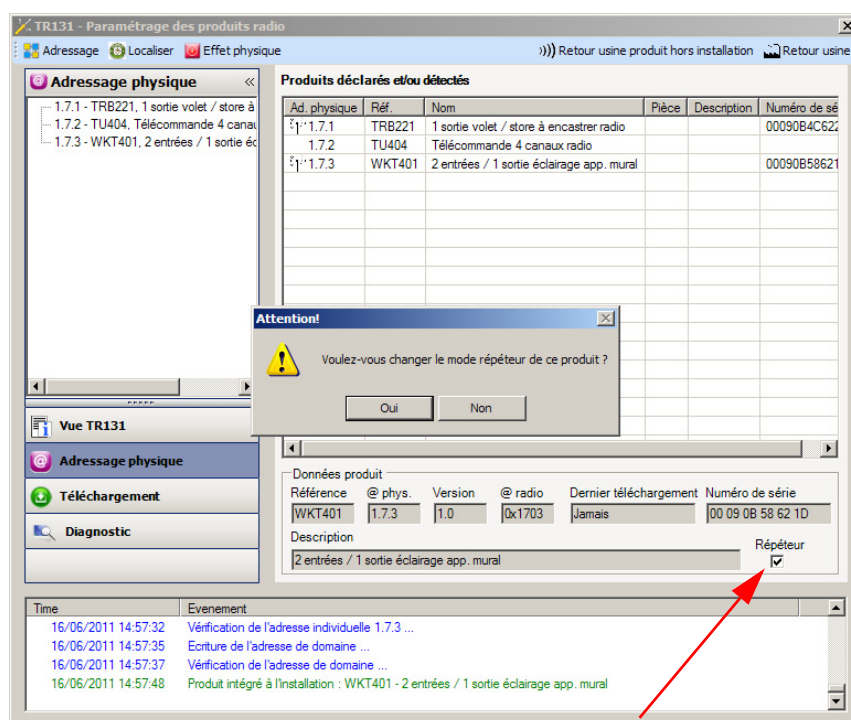 TR131 - Paramétrage des produits radio
Adressage Localiser Effet physique Retour usine produit hors installation Retour usine
Adressage physique
1.7.1 - TRB221, 1 sortie volet / store à
1.7.2 - TU404, Télécommande 4 canau
1.7.3 - WKT401, 2 entrées / 1 sortie éc
Vue TR131
Adressage physique
Téléchargement
Diagnostic
Produits déclarés et/ou détectés
Ad. physique Réf. Nom Pièce Description Numéro de sé
1.7.1 TRB221 1 sortie volet / store à encastrer radio 00090B4C622
1.7.2 TU404 Télécommande 4 canaux radio
1.7.3 WKT401 2 entrées / 1 sortie éclairage app. mural 00090B58621
Attention!
Voulez-vous changer le mode répéteur de ce produit ?
Oui Non
Données produit
Référence @ phys. Version @ radio Dernier téléchargement Numéro de série
WKT401 1.7.3 1.0 0x1703 Jamais 00 09 0B 58 62 1D
Description
Répéteur
2 entrées / 1 sortie éclairage app. mural
Time Evenement
16/06/2011 14:57:32 Vérification de l'adresse individuelle 1.7.3 ...
16/06/2011 14:57:35 Ecriture de l'adresse de domaine ...
16/06/2011 14:57:37 Vérification de l'adresse de domaine ...
16/06/2011 14:57:48 Produit intégré à l'installation : WKT401 - 2 entrées / 1 sortie éclairage app. mural